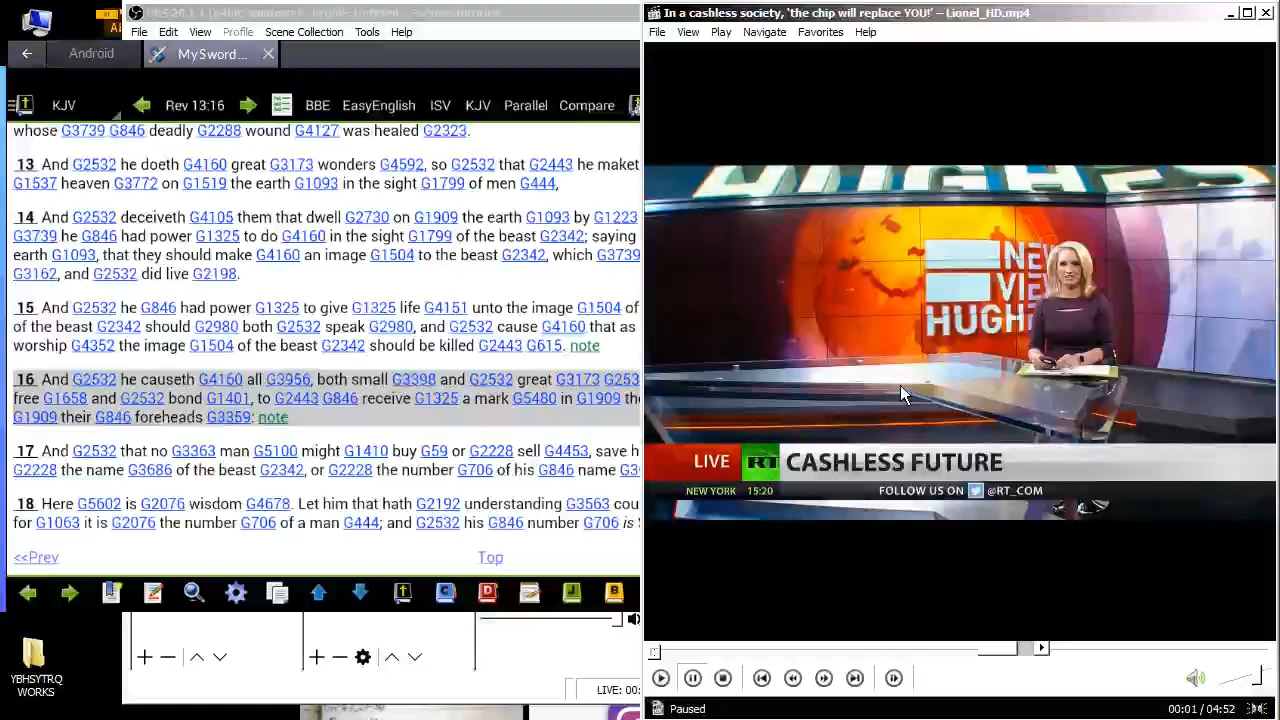 File Edit View Profile Scene Collection Tools Help
Android
MySword...
KJV
Rev 13:16
BBE EasyEnglish ISV KJV Parallel Compare
whose G3739 G846 deadly G2288 wound G4127 was healed G2323.
13 And G2532 he doeth G4160 great G3173 wonders G4592, so G2532 that G2443 he maket
G1537 heaven G3772 on G1519 the earth G1093 in the sight G1799 of men G444,
14 And G2532 deceiveth G4105 them that dwell G2730 on G1909 the earth G1093 by G1223
G3739 he G846 had power G1325 to do G4160 in the sight G1799 of the beast G2342; saying
earth G1093, that they should make G4160 an image G1504 to the beast G2342, which G3739
G3162, and G2532 did live G2198.
15 And G2532 he G846 had power G1325 to give G1325 life G4151 unto the image G1504 of
of the beast G2342 should G2980 both G2532 speak G2980, and G2532 cause G4160 that as
worship G4352 the image G1504 of the beast G2342 should be killed G2443 G615. note
16 And G2532 he causeth G4160 all G3956, both small G3398 and G2532 great G3173 G253
free G1658 and G2532 bond G1401, to G2443 G846 receive G1325 a mark G5480 in G1909 the
G1909 their G846 foreheads G3359: note
17 And G2532 that no G3363 man G5100 might G1410 buy G59 or G2228 sell G4453, save h
G2228 the name G3686 of the beast G2342, or G2228 the number G706 of his G846 name G3
18 Here G5602 is G2076 wisdom G4678. Let him that hath G2192 understanding G3563 cou
for G1063 it is G2076 the number G706 of a man G444; and G2532 his G846 number G706 is
<<Prev
Top
YBHSYTRQ
WORKS
LIVE: 00:
In a cashless society, 'the chip will replace YOU!' – Lionel_HD.mp4
File View Play Navigate Favorites Help
HUGHES
NEW
VIE
HUGH
LIVE RT CASHLESS FUTURE
NEW YORK 15:20 FOLLOW US ON @RT_COM
Paused
00:01 / 04:52